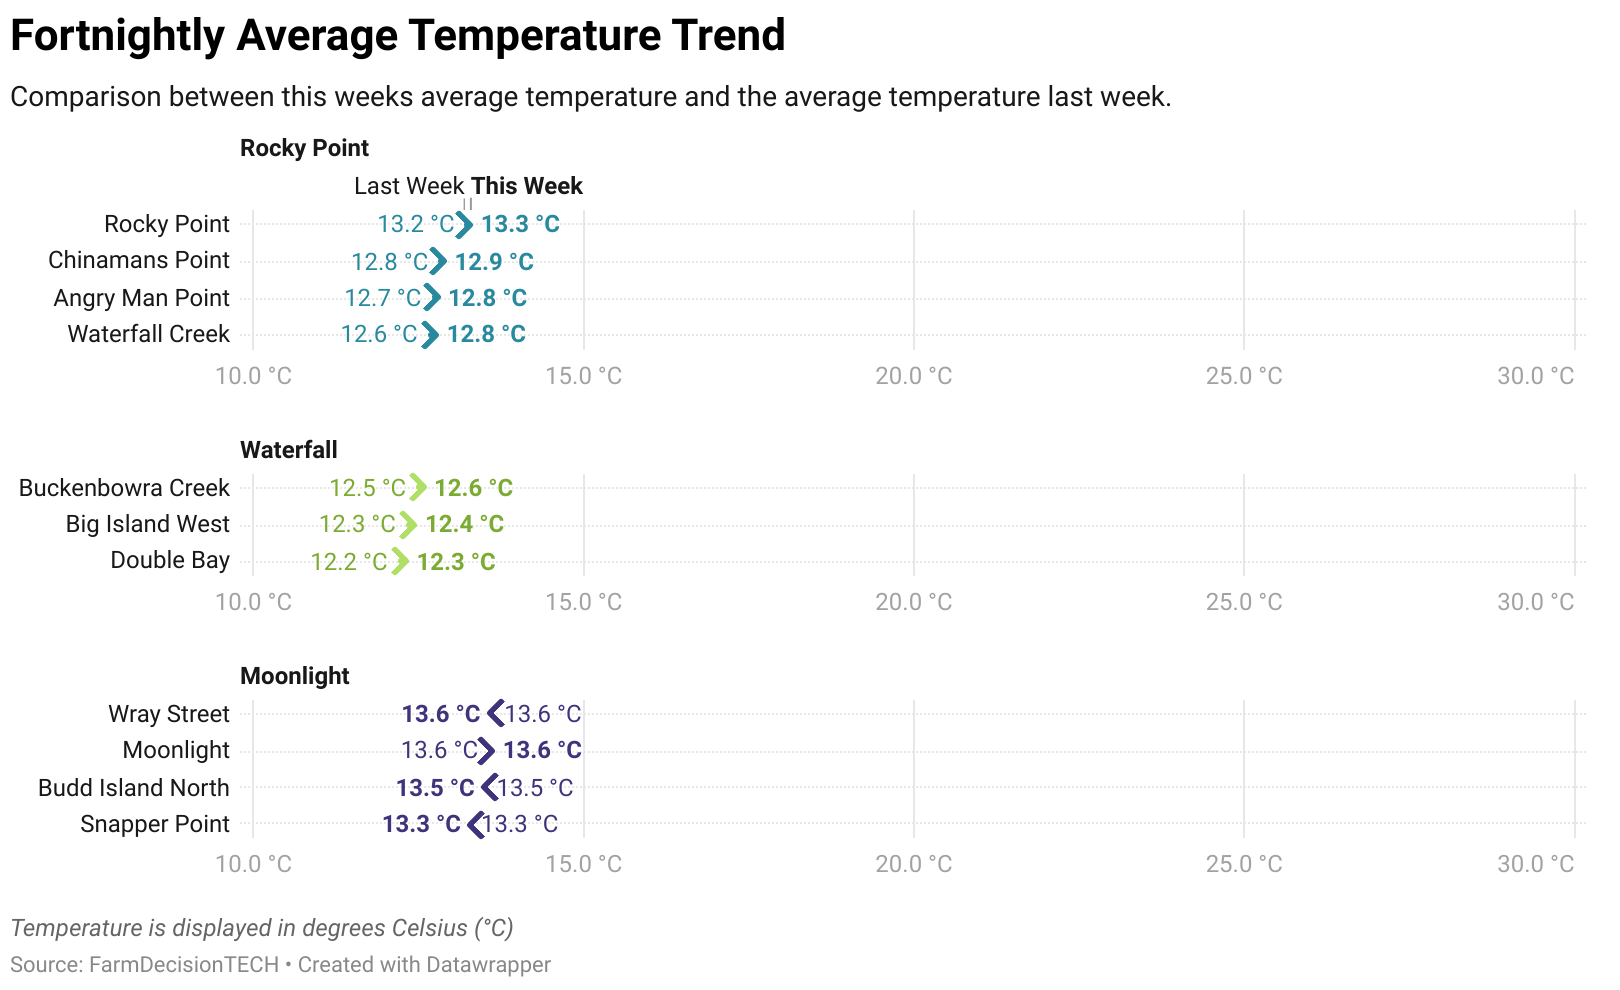 Fortnightly Average Temperature Trend
Comparison between this weeks average temperature and the average temperature last week.
Rocky Point
Last Week This Week
Rocky Point 13.2 °C 13.3 °C
Chinamans Point 12.8 °C 12.9 °C
Angry Man Point 12.7 °C 12.8 °C
Waterfall Creek 12.6 °C 12.8 °C
10.0 °C 15.0 °C 20.0 °C 25.0 °C 30.0 °C
Waterfall
Buckenbowra Creek 12.5 °C 12.6 °C
Big Island West 12.3 °C 12.4 °C
Double Bay 12.2 °C 12.3 °C
10.0 °C 15.0 °C 20.0 °C 25.0 °C 30.0 °C
Moonlight
Wray Street 13.6 °C 13.6 °C
Moonlight 13.6 °C 13.6 °C
Budd Island North 13.5 °C 13.5 °C
Snapper Point 13.3 °C 13.3 °C
10.0 °C 15.0 °C 20.0 °C 25.0 °C 30.0 °C
Temperature is displayed in degrees Celsius (°C)
Source: FarmDecisionTECH • Created with Datawrapper